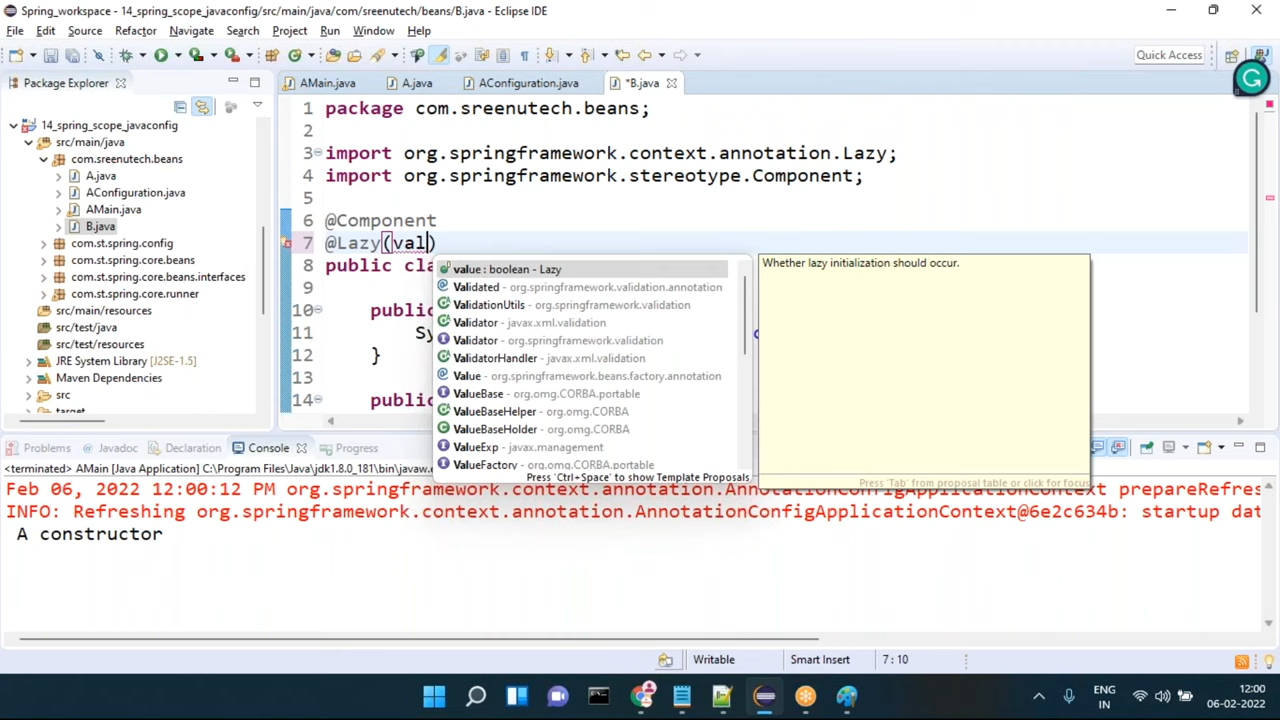 Spring_workspace - 14_spring_scope_javaconfig/src/main/java/com/sreenutech/beans/B.java - Eclipse IDE
File Edit Source Refactor Navigate Search Project Run Window Help
Quick Access
Package Explorer
AMain.java A.java AConfiguration.java *B.java
14_spring_scope_javaconfig
src/main/java
com.sreenutech.beans
A.java
AConfiguration.java
AMain.java
B.java
com.st.spring.config
com.st.spring.core.beans
com.st.spring.core.beans.interfaces
com.st.spring.core.runner
src/main/resources
src/test/java
src/test/resources
JRE System Library [J2SE-1.5]
Maven Dependencies
src
target
1 package com.sreenutech.beans;
2
3 import org.springframework.context.annotation.Lazy;
4 import org.springframework.stereotype.Component;
5
6 @Component
7 @Lazy(val)
8 public cla
9
10 public
11 Sy
12 }
13
14 public
value : boolean - Lazy
Validated - org.springframework.validation.annotation
ValidationUtils - org.springframework.validation
Validator - javax.xml.validation
Validator - org.springframework.validation
ValidatorHandler - javax.xml.validation
Value - org.springframework.beans.factory.annotation
ValueBase - org.omg.CORBA.portable
ValueBaseHelper - org.omg.CORBA
ValueBaseHolder - org.omg.CORBA
ValueExp - javax.management
ValueFactory - org.omg.CORBA.portable
Press 'Ctrl+Space' to show Template Proposals
Whether lazy initialization should occur.
Press 'Tab' from proposal table or click for focus
Problems Javadoc Declaration Console Progress
<terminated> AMain [Java Application] C:\Program Files\Java\jdk1.8.0_181\bin\javaw.e
Feb 06, 2022 12:00:12 PM org.springframework.context.annotation.AnnotationConfigApplicationContext prepareRefres
INFO: Refreshing org.springframework.context.annotation.AnnotationConfigApplicationContext@6e2c634b: startup dat
A constructor
Writable Smart Insert 7 : 10
ENG
IN
12:00
06-02-2022